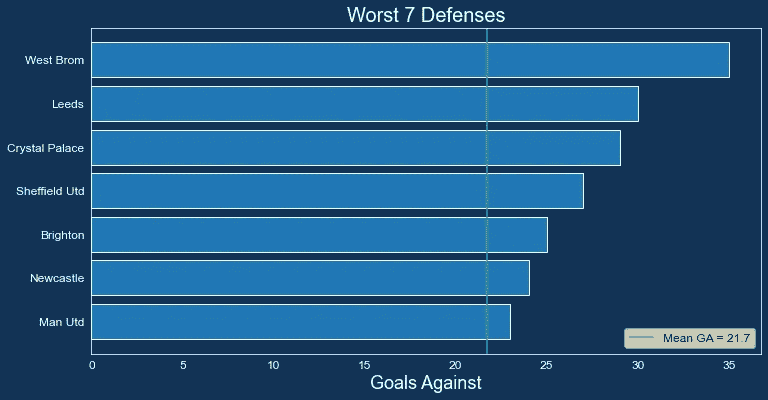 Worst 7 Defenses
West Brom
Leeds
Crystal Palace
Sheffield Utd
Brighton
Newcastle
Man Utd
Mean GA = 21.7
0 5 10 15 20 25 30 35
Goals Against